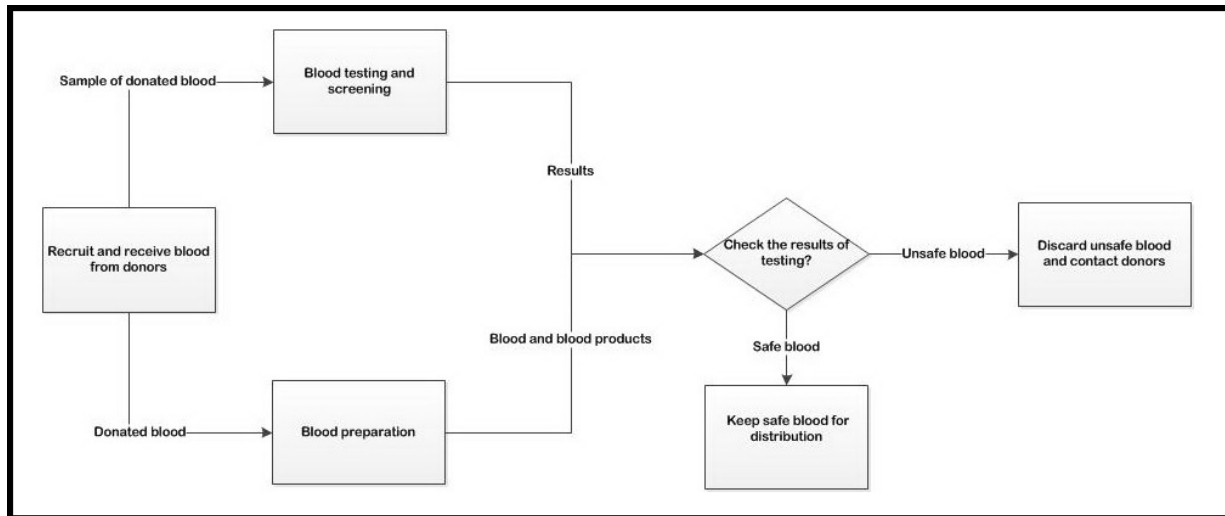 Sample of donated blood
Blood testing and
screening
Results
Recruit and receive blood
from donors
Check the results of
testing?
Unsafe blood
Discard unsafe blood
and contact donors
Blood and blood products
Safe blood
Donated blood
Blood preparation
Keep safe blood for
distribution